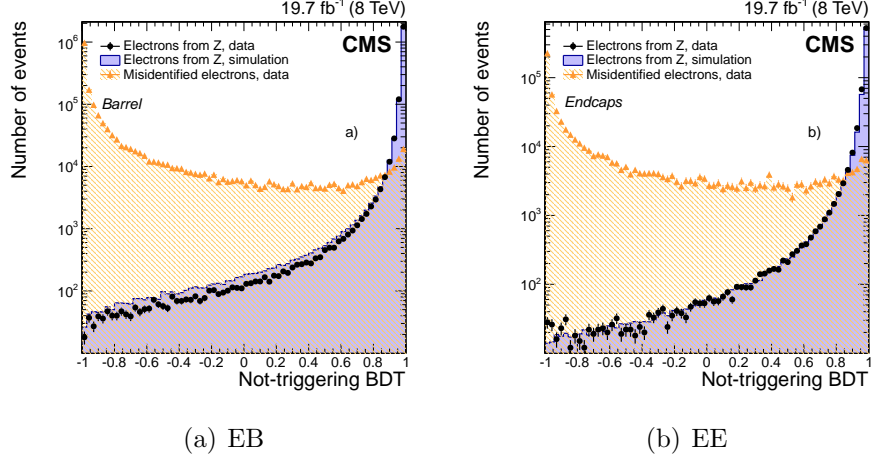 19.7 fb⁻¹ (8 TeV)
Number of events
10⁶
10⁵
10⁴
10³
10²
CMS
Electrons from Z, data
Electrons from Z, simulation
Misidentified electrons, data
Barrel
a)
-1 -0.8 -0.6 -0.4 -0.2 0 0.2 0.4 0.6 0.8 1
Not-triggering BDT
(a) EB
19.7 fb⁻¹ (8 TeV)
Number of events
10⁵
10⁴
10³
10²
CMS
Electrons from Z, data
Electrons from Z, simulation
Misidentified electrons, data
Endcaps
b)
-1 -0.8 -0.6 -0.4 -0.2 0 0.2 0.4 0.6 0.8 1
Not-triggering BDT
(b) EE